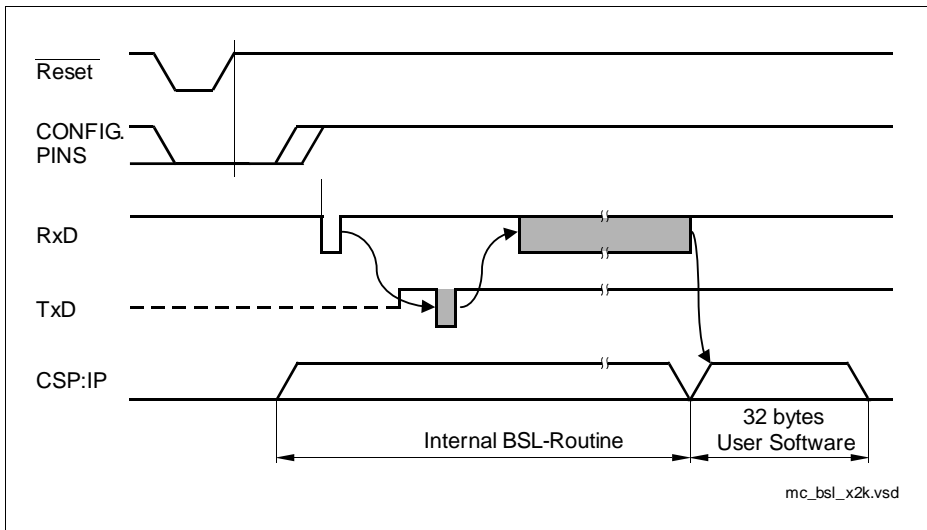 Reset
CONFIG.
PINS
RxD
TxD
CSP:IP
Internal BSL-Routine
32 bytes
User Software
mc_bsl_x2k.vsd